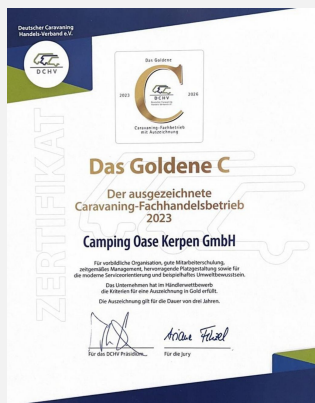 Deutscher Caravaning
Handels-Verband e.V.
DCHV
Das Goldene
2023 2026
C
DCHV
Caravaning-Fachbetrieb
mit Auszeichnung
ZERTIFIKAT
Das Goldene C
Der ausgezeichnete
Caravaning-Fachhandelsbetrieb
2023
Camping Oase Kerpen GmbH
Für vorbildliche Organisation, gute Mitarbeiterschulung,
zeitgemäßes Management, hervorragende Platzgestaltung sowie für
die moderne Serviceorientierung und beispielhaftes Umweltbewusstsein.
Das Unternehmen hat im Händlerwettbewerb
die Kriterien für eine Auszeichnung in Gold erfüllt.
Die Auszeichnung gilt für die Dauer von drei Jahren.
Für das DCHV Präsidium Für die Jury